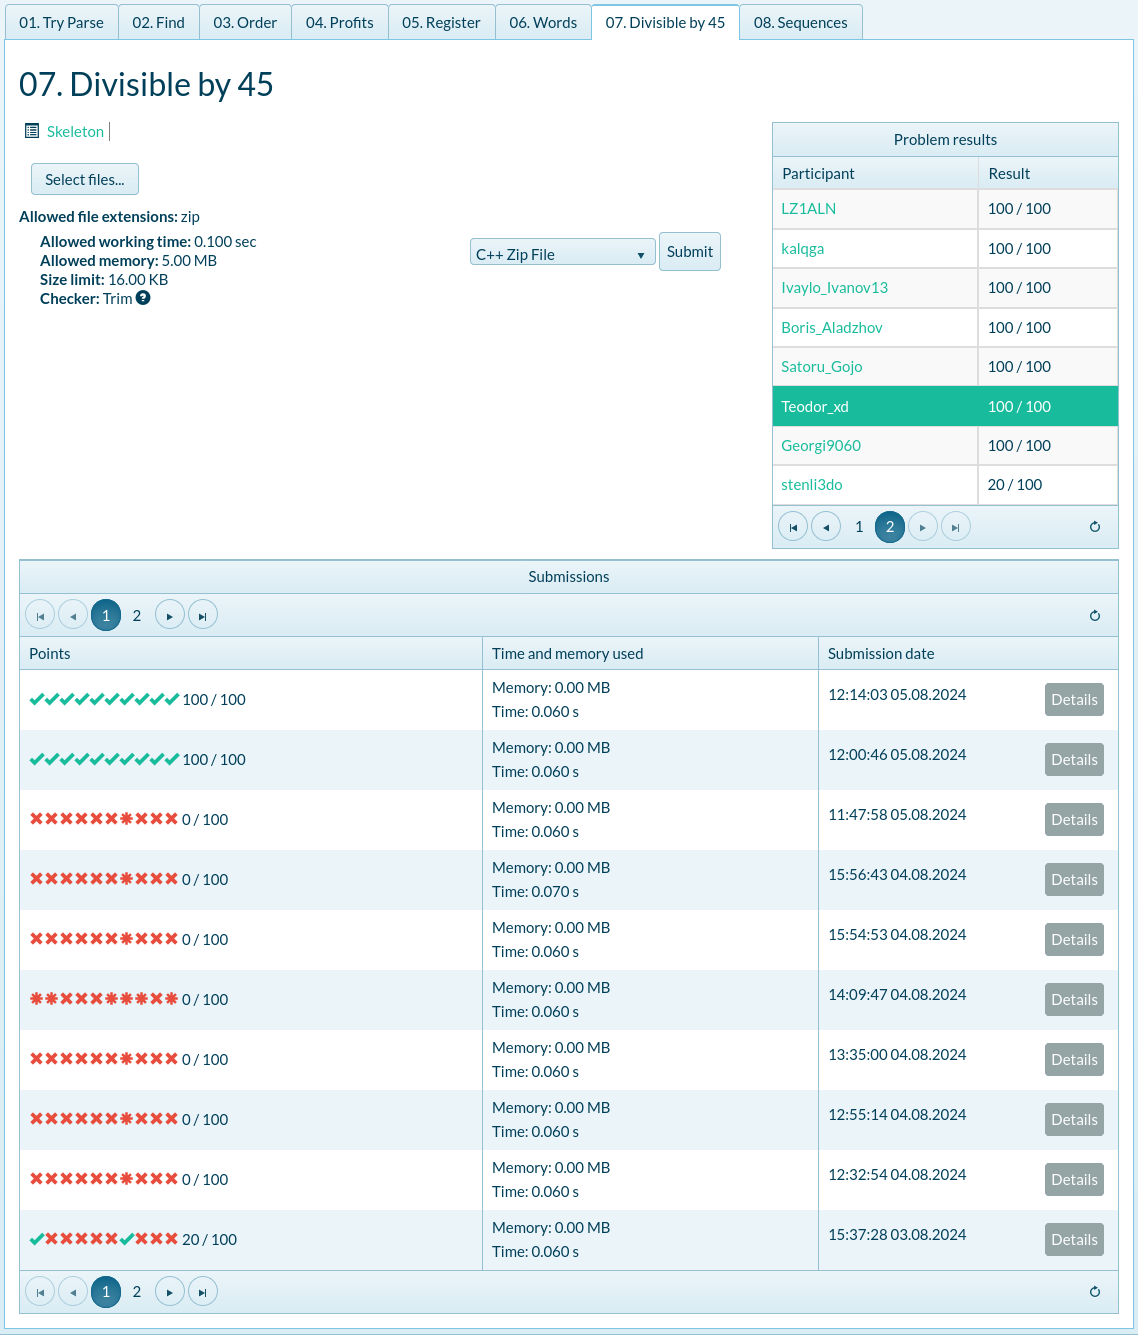 01. Try Parse 02. Find 03. Order 04. Profits 05. Register 06. Words 07. Divisible by 45 08. Sequences
07. Divisible by 45
Skeleton
Select files...
Allowed file extensions: zip
Allowed working time: 0.100 sec
Allowed memory: 5.00 MB
Size limit: 16.00 KB
Checker: Trim ?
C++ Zip File Submit
Problem results
Participant Result
LZ1ALN 100 / 100
kalqga 100 / 100
Ivaylo_Ivanov13 100 / 100
Boris_Aladzhov 100 / 100
Satoru_Gojo 100 / 100
Teodor_xd 100 / 100
Georgi9060 100 / 100
stenli3do 20 / 100
1 2
Submissions
1 2
Points Time and memory used Submission date
100 / 100 Memory: 0.00 MB 12:14:03 05.08.2024 Details
Time: 0.060 s
100 / 100 Memory: 0.00 MB 12:00:46 05.08.2024 Details
Time: 0.060 s
0 / 100 Memory: 0.00 MB 11:47:58 05.08.2024 Details
Time: 0.060 s
0 / 100 Memory: 0.00 MB 15:56:43 04.08.2024 Details
Time: 0.070 s
0 / 100 Memory: 0.00 MB 15:54:53 04.08.2024 Details
Time: 0.060 s
0 / 100 Memory: 0.00 MB 14:09:47 04.08.2024 Details
Time: 0.060 s
0 / 100 Memory: 0.00 MB 13:35:00 04.08.2024 Details
Time: 0.060 s
0 / 100 Memory: 0.00 MB 12:55:14 04.08.2024 Details
Time: 0.060 s
0 / 100 Memory: 0.00 MB 12:32:54 04.08.2024 Details
Time: 0.060 s
20 / 100 Memory: 0.00 MB 15:37:28 03.08.2024 Details
Time: 0.060 s
1 2